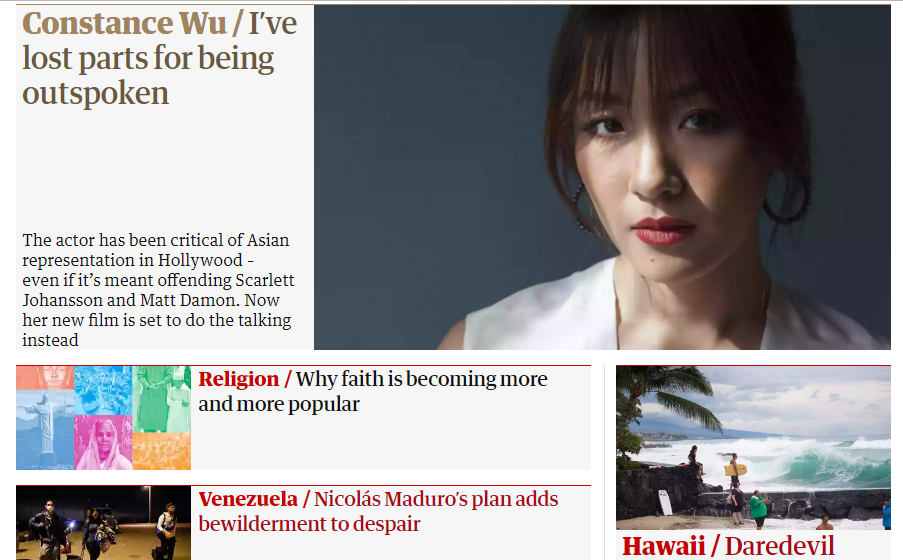 Constance Wu / I've
lost parts for being
outspoken
The actor has been critical of Asian
representation in Hollywood –
even if it's meant offending Scarlett
Johansson and Matt Damon. Now
her new film is set to do the talking
instead
Religion / Why faith is becoming more
and more popular
Venezuela / Nicolás Maduro's plan adds
bewilderment to despair
Hawaii / Daredevil